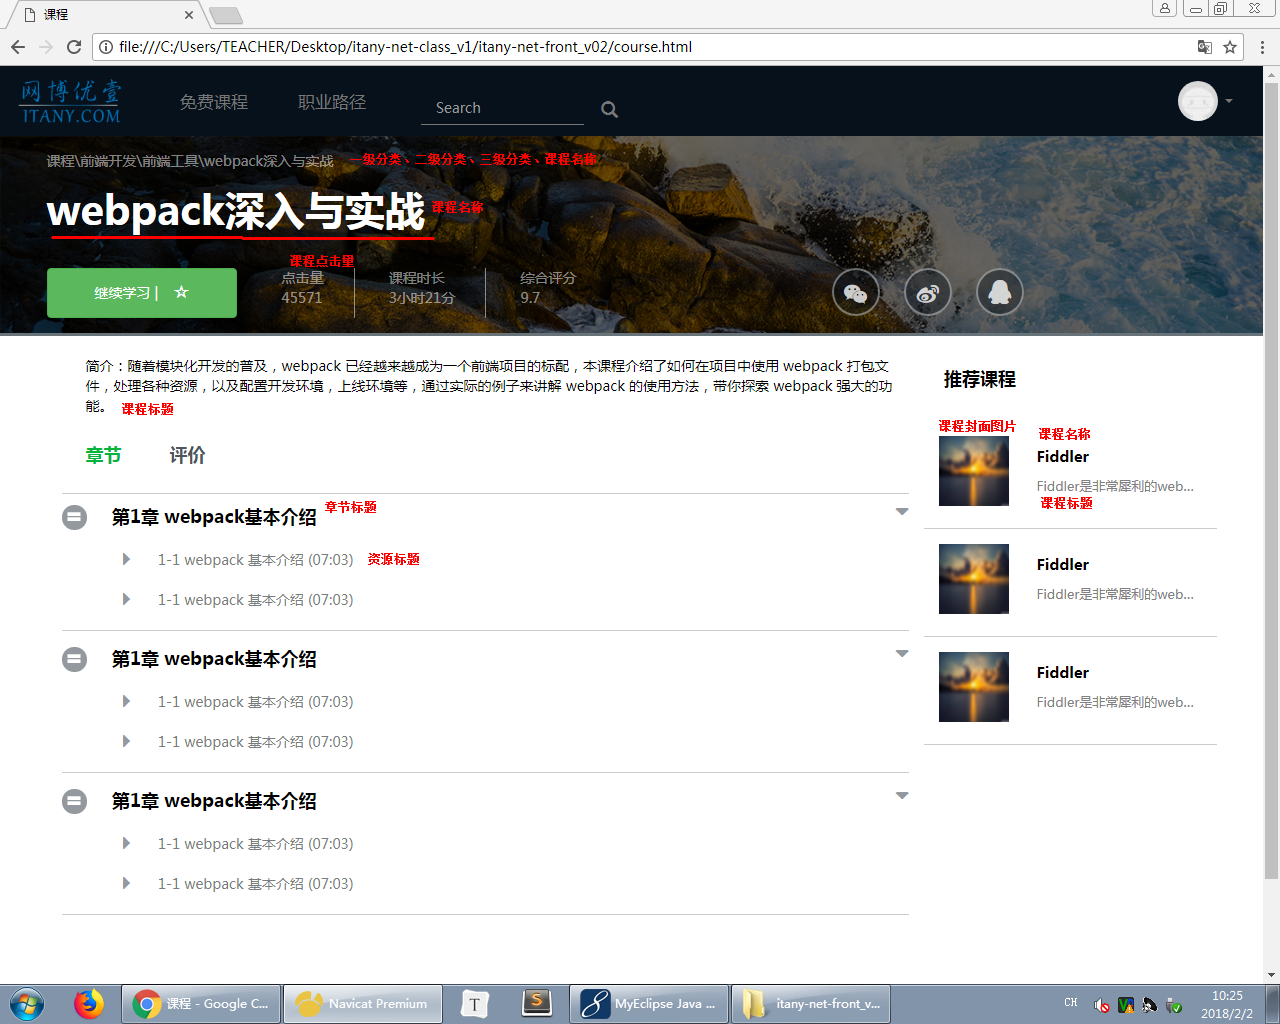 课程
file:///C:/Users/TEACHER/Desktop/itany-net-class_v1/itany-net-front_v02/course.html
网博优壹
ITANY.COM
免费课程
职业路径
Search
课程\前端开发\前端工具\webpack深入与实战
一级分类、二级分类、三级分类、课程名称
webpack深入与实战
课程名称
课程点击量
继续学习 | ☆
点击量
45571
课程时长
3小时21分
综合评分
9.7
简介：随着模块化开发的普及，webpack 已经越来越成为一个前端项目的标配，本课程介绍了如何在项目中使用 webpack 打包文
件，处理各种资源，以及配置开发环境，上线环境等，通过实际的例子来讲解 webpack 的使用方法，带你探索 webpack 强大的功
能。
课程标题
章节
评价
第1章 webpack基本介绍
章节标题
1-1 webpack 基本介绍 (07:03)
资源标题
1-1 webpack 基本介绍 (07:03)
第1章 webpack基本介绍
1-1 webpack 基本介绍 (07:03)
1-1 webpack 基本介绍 (07:03)
第1章 webpack基本介绍
1-1 webpack 基本介绍 (07:03)
1-1 webpack 基本介绍 (07:03)
推荐课程
课程封面图片
课程名称
Fiddler
Fiddler是非常犀利的web...
课程标题
Fiddler
Fiddler是非常犀利的web...
Fiddler
Fiddler是非常犀利的web...
课程 - Google C...
Navicat Premium
T
S
MyEclipse Java ...
itany-net-front_v...
CH
10:25
2018/2/2